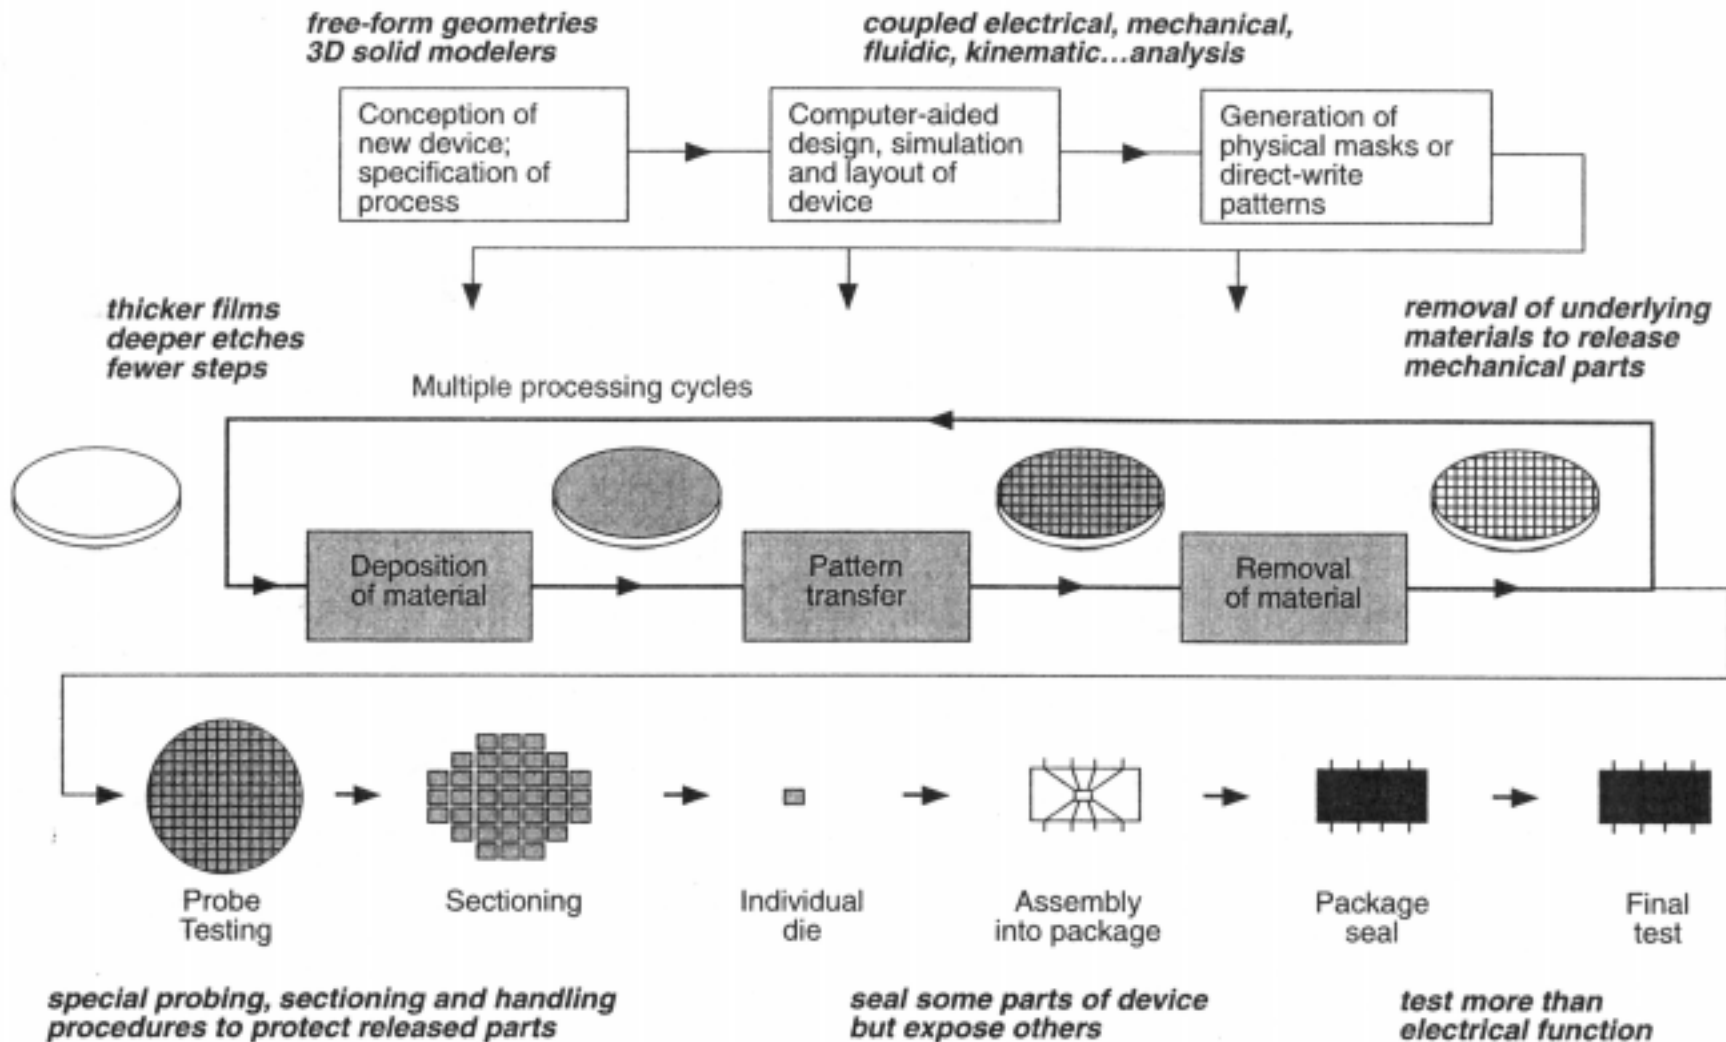 free-form geometries
3D solid modelers
coupled electrical, mechanical,
fluidic, kinematic...analysis
Conception of
new device;
specification of
process
Computer-aided
design, simulation
and layout of
device
Generation of
physical masks or
direct-write
patterns
thicker films
deeper etches
fewer steps
removal of underlying
materials to release
mechanical parts
Multiple processing cycles
Deposition
of material
Pattern
transfer
Removal
of material
Probe
Testing
Sectioning
Individual
die
Assembly
into package
Package
seal
Final
test
special probing, sectioning and handling
procedures to protect released parts
seal some parts of device
but expose others
test more than
electrical function